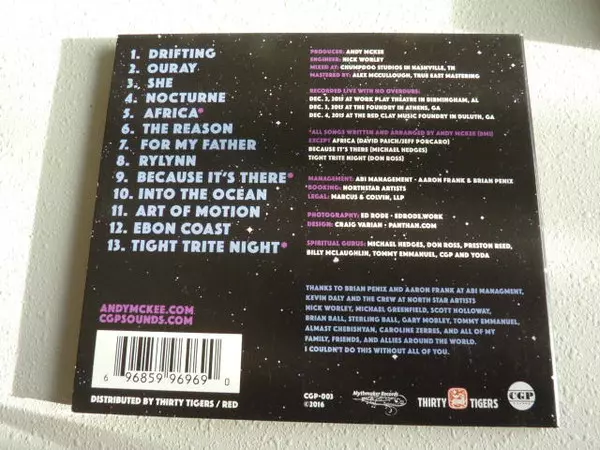 1. DRIFTING
2. OURAY
3. SHE
4. NOCTURNE
5. AFRICA*
6. THE REASON
7. FOR MY FATHER
8. RYLYNN
9. BECAUSE IT'S THERE*
10. INTO THE OCEAN
11. ART OF MOTION
12. EBON COAST
13. TIGHT TRITE NIGHT*
ANDYMCKEE.COM
CGPSOUNDS.COM
6 96859 96969 0
DISTRIBUTED BY THIRTY TIGERS / RED
PRODUCER: ANDY MCKEE
ENGINEER: NICK WORLEY
MIXED AT: CHUMPDOG STUDIOS IN NASHVILLE, TN
MASTERED BY: ALEX MCCULLOUGH, TRUE EAST MASTERING
RECORDED LIVE WITH NO OVERDUBS:
DEC. 2, 2015 AT WORK PLAY THEATRE IN BIRMINGHAM, AL
DEC. 3, 2015 AT THE FOUNDRY IN ATHENS, GA
DEC. 4, 2015 AT THE RED CLAY MUSIC FOUNDRY IN DULUTH, GA
*ALL SONGS WRITTEN AND ARRANGED BY ANDY MCKEE (BMI)
EXCEPT AFRICA (DAVID PAICH/JEFF PORCARO)
BECAUSE IT'S THERE (MICHAEL HEDGES)
TIGHT TRITE NIGHT (DON ROSS)
MANAGEMENT: ABI MANAGEMENT - AARON FRANK & BRIAN PENIX
BOOKING: NORTHSTAR ARTISTS
LEGAL: MARCUS & COLVIN, LLP
PHOTOGRAPHY: ED RODE - EDRODE.WORK
DESIGN: CRAIG VARIAN - PANTHAN.COM
SPIRITUAL GURUS: MICHAEL HEDGES, DON ROSS, PRESTON REED,
BILLY MCLAUGHLIN, TOMMY EMMANUEL, CGP AND YODA
THANKS TO BRIAN PENIX AND AARON FRANK AT ABI MANAGMENT,
KEVIN DALY AND THE CREW AT NORTH STAR ARTISTS
NICK WORLEY, MICHAEL GREENFIELD, SCOTT HOLLOWAY,
BRIAN BALL, STERLING BALL, GARY MOBLEY, TOMMY EMMANUEL,
ALMAST CHERISHYAN, CAROLINE ZERRES, AND ALL OF MY
FAMILY, FRIENDS, AND ALLIES AROUND THE WORLD.
I COULDN'T DO THIS WITHOUT ALL OF YOU.
CGP-003
©2016
Mythmaker Records
THIRTY TIGERS
CGP